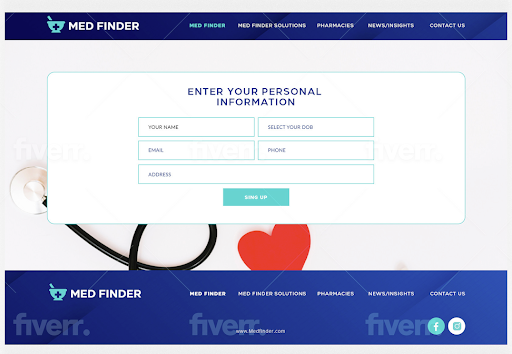 MED FINDER
MED FINDER MED FINDER SOLUTIONS PHARMACIES NEWS/INSIGHTS CONTACT US
ENTER YOUR PERSONAL
INFORMATION
YOUR NAME SELECT YOUR DOB
EMAIL PHONE
fiverr. fiverr. fiverr.
ADDRESS
SING UP
MED FINDER
MED FINDER MED FINDER SOLUTIONS PHARMACIES NEWS/INSIGHTS CONTACT US
fiverr. fiverr. fiverr.
www.Medfinder.com